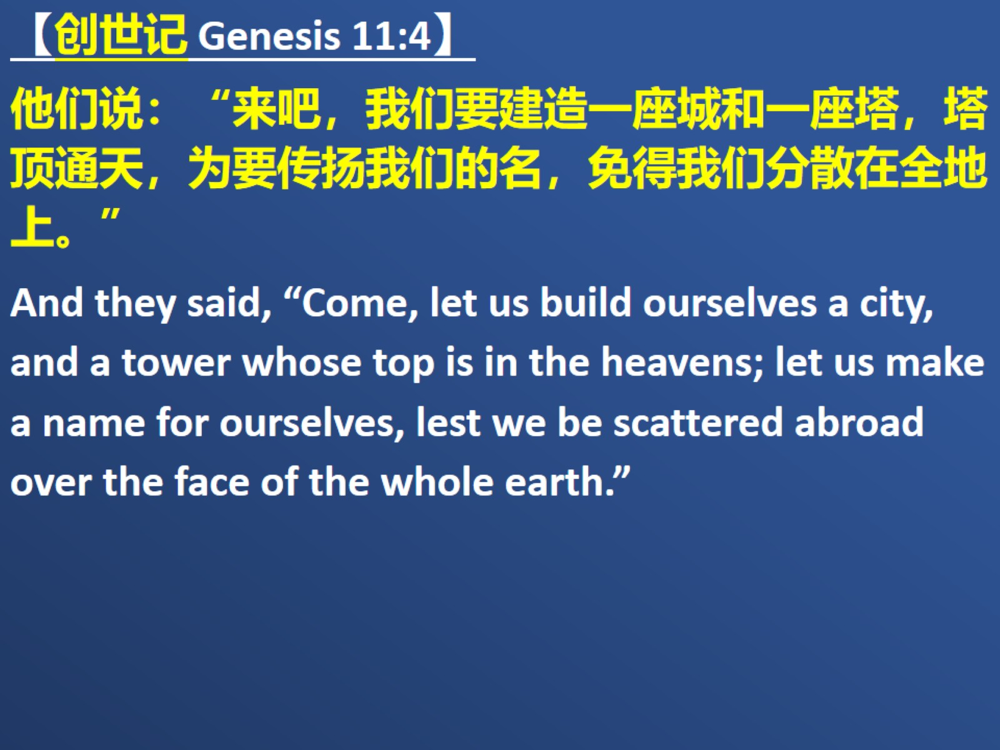 【创世记 Genesis 11:4】
他们说：“来吧，我们要建造一座城和一座塔，塔
顶通天，为要传扬我们的名，免得我们分散在全地
上。”
And they said, “Come, let us build ourselves a city,
and a tower whose top is in the heavens; let us make
a name for ourselves, lest we be scattered abroad
over the face of the whole earth.”